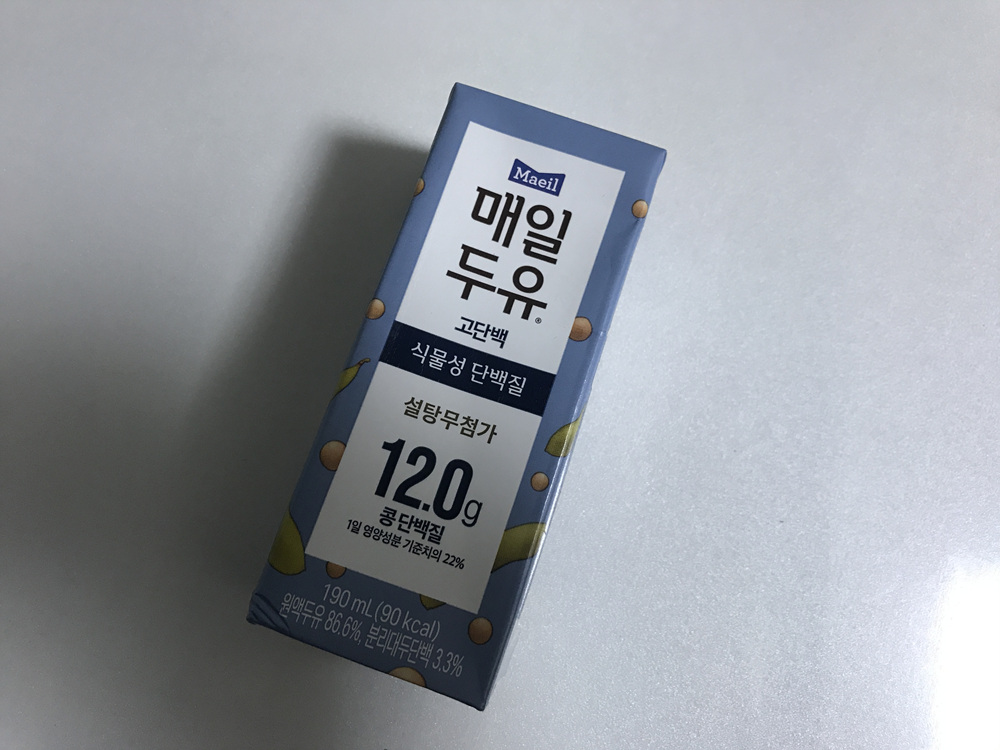 Maeil
매일
두유®
고단백
식물성 단백질
설탕무첨가
12.0g
콩 단백질
1일 영양성분 기준치의 22%
190 mL (90 kcal)
원액두유 86.6%, 분리대두단백 3.3%